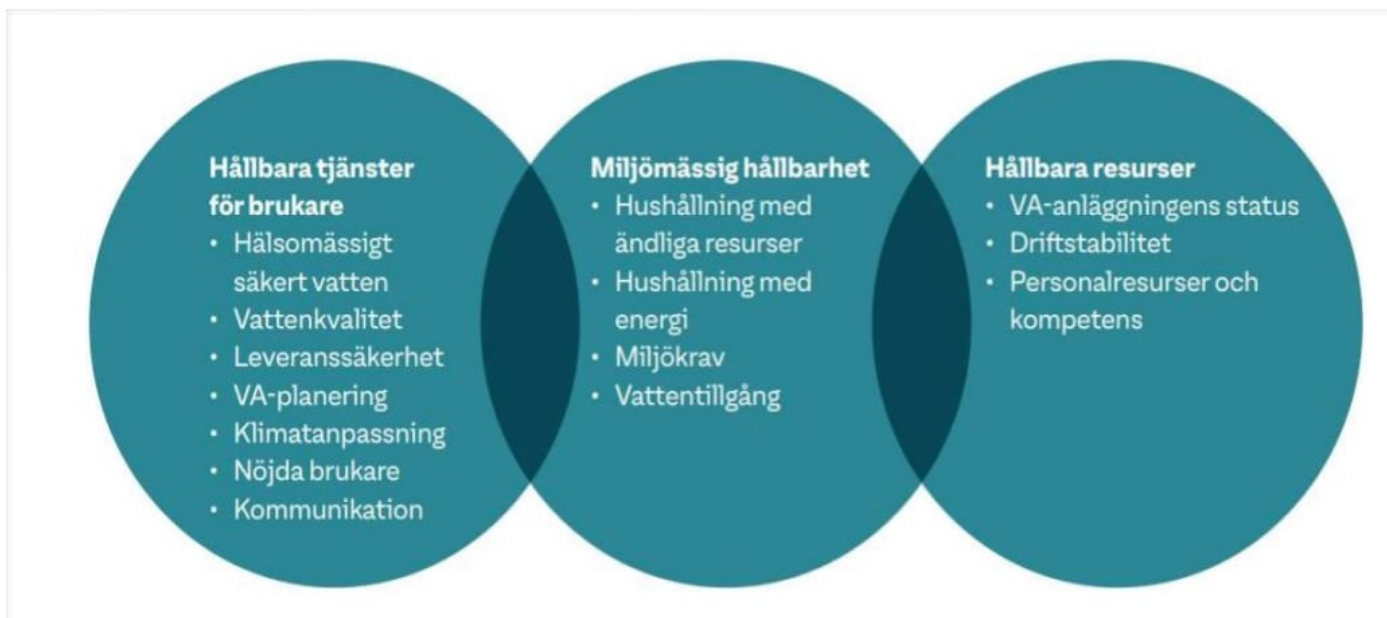 Hållbara tjänster
för brukare
• Hälsomässigt
säkert vatten
• Vattenkvalitet
• Leveranssäkerhet
• VA-planering
• Klimatanpassning
• Nöjda brukare
• Kommunikation
Miljömässig hållbarhet
• Hushållning med
ändliga resurser
• Hushållning med
energi
• Miljökrav
• Vattentillgång
Hållbara resurser
• VA-anläggningens status
• Driftstabilitet
• Personalresurser och
kompetens